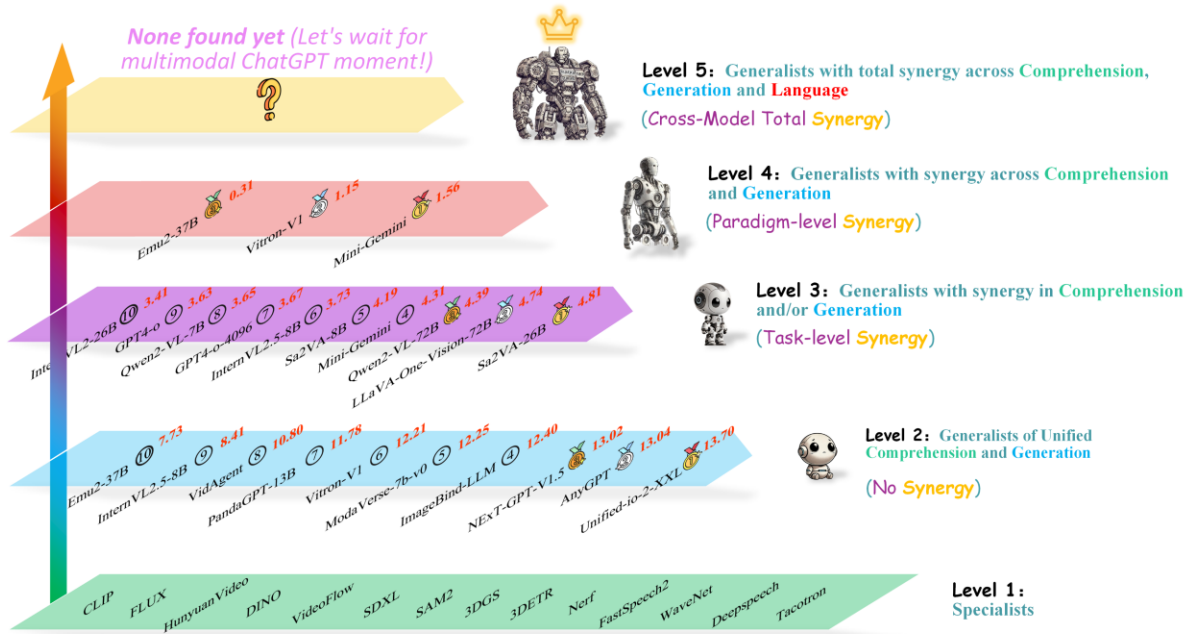 None found yet (Let's wait for
multimodal ChatGPT moment!)
?
Level 5: Generalists with total synergy across Comprehension,
Generation and Language
(Cross-Model Total Synergy)
Emu2-37B 3 0.31
Vitron-V1 2 1.15
Mini-Gemini 1 1.56
Level 4: Generalists with synergy across Comprehension
and Generation
(Paradigm-level Synergy)
InternVL2-26B 10 3.41
GPT4-o 9 3.63
Qwen2-VL-7B 8 3.65
GPT4-o-4096 7 3.67
InternVL2.5-8B 6 3.73
Sa2VA-8B 5 4.19
Mini-Gemini 4 4.31
Qwen2-VL-72B 3 4.39
LLaVA-One-Vision-72B 2 4.74
Sa2VA-26B 1 4.81
Level 3: Generalists with synergy in Comprehension
and/or Generation
(Task-level Synergy)
Emu2-37B 10 7.73
InternVL2.5-8B 9 8.41
VidAgent 8 10.80
PandaGPT-13B 7 11.78
Vitron-V1 6 12.21
ModaVerse-7b-v0 5 12.25
ImageBind-LLM 4 12.40
NExT-GPT-V1.5 3 13.02
AnyGPT 2 13.04
Unified-io-2-XXL 1 13.70
Level 2: Generalists of Unified
Comprehension and Generation
(No Synergy)
CLIP
FLUX
HunyuanVideo
DINO
VideoFlow
SDXL
SAM2
3DGS
3DETR
Nerf
FastSpeech2
WaveNet
Deepspeech
Tacotron
Level 1:
Specialists